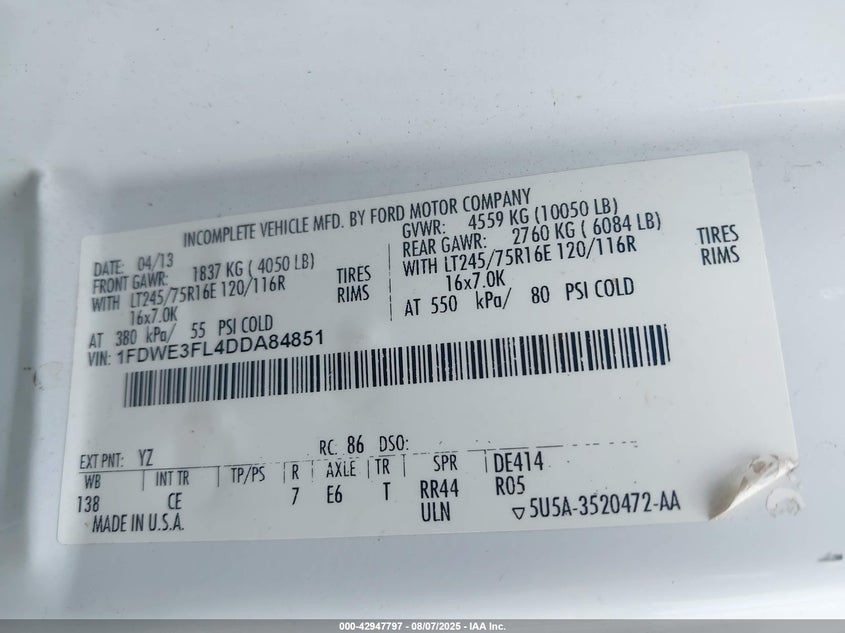 INCOMPLETE VEHICLE MFD. BY FORD MOTOR COMPANY
DATE: 04/13
FRONT GAWR: 1837 KG ( 4050 LB)
WITH LT245/75R16E 120/116R TIRES
16x7.0K RIMS
AT 380 kPa/ 55 PSI COLD
GVWR: 4559 KG (10050 LB)
REAR GAWR: 2760 KG ( 6084 LB)
WITH LT245/75R16E 120/116R TIRES
16x7.0K RIMS
AT 550 kPa/ 80 PSI COLD
VIN: 1FDWE3FL4DDA84851
EXT PNT: YZ RC: 86 DSO:
WB INT TR TP/PS R AXLE TR SPR DE414
138 CE 7 E6 T RR44 R05
MADE IN U.S.A. ULN ▽5U5A-3520472-AA
000-42947797 - 08/07/2025 - IAA Inc.